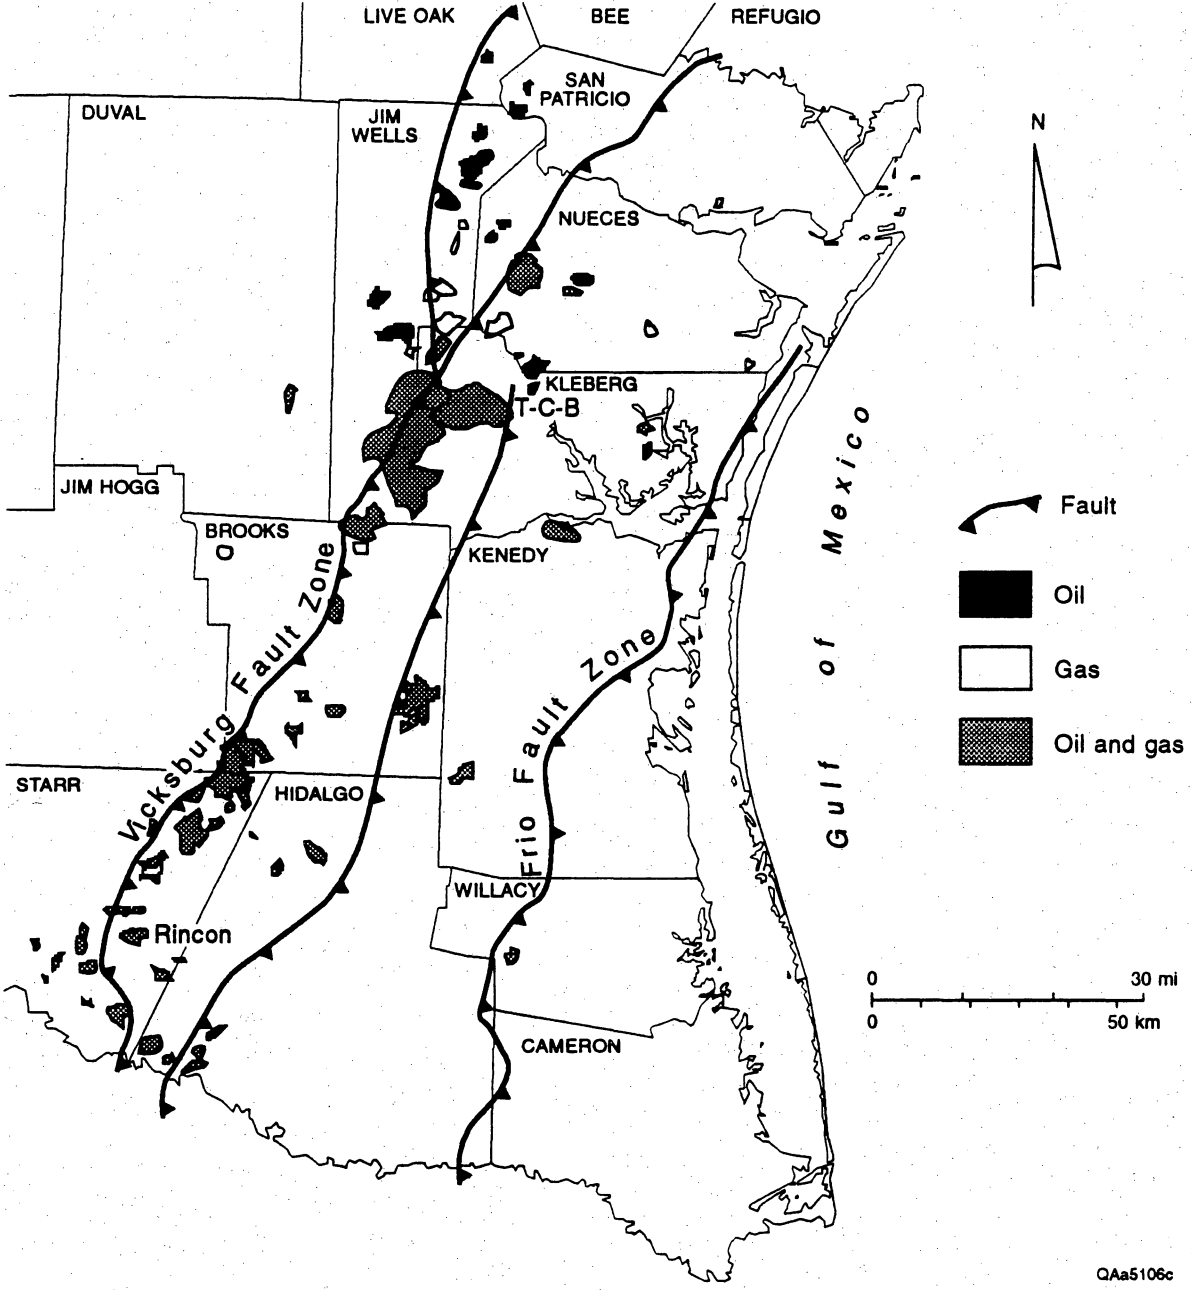 LIVE OAK
BEE
REFUGIO
SAN
PATRICIO
DUVAL
JIM
WELLS
N
NUECES
KLEBERG
T-C-B
JIM HOGG
BROOKS
KENEDY
Gulf of Mexico
Fault
Oil
Gas
Oil and gas
Vicksburg Fault Zone
Frio Fault Zone
STARR
HIDALGO
WILLACY
Rincon
CAMERON
0 30 mi
0 50 km
QAa5106c